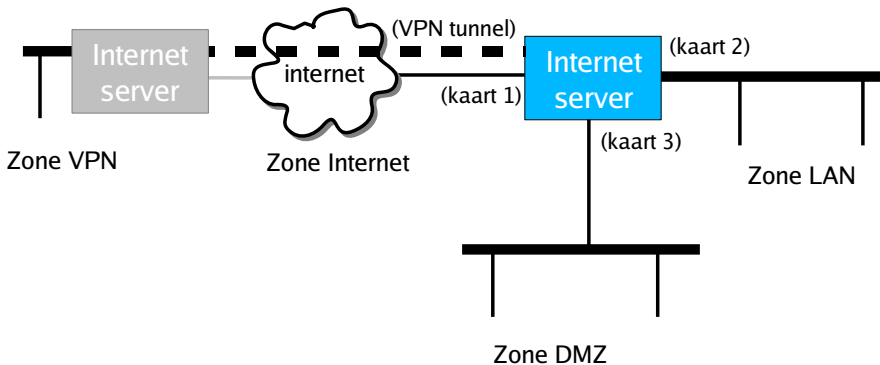 (VPN tunnel)
Internet
server
internet
(kaart 1)
Internet
server
(kaart 2)
(kaart 3)
Zone VPN
Zone Internet
Zone LAN
Zone DMZ